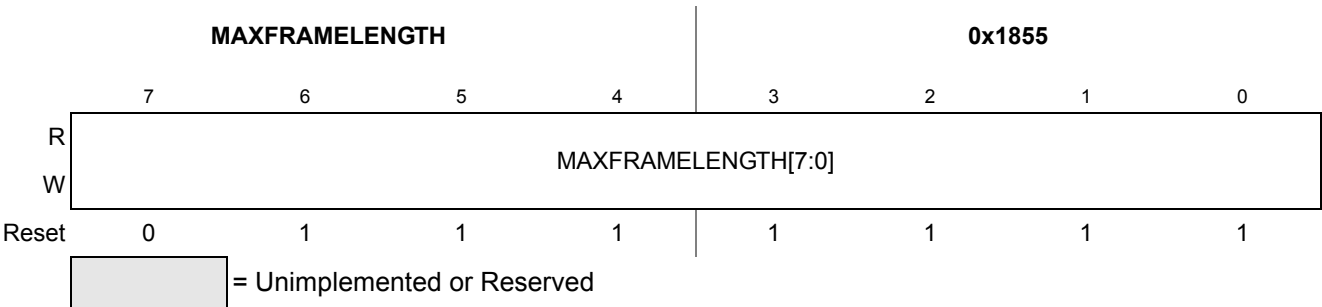 MAXFRAMELENGTH 0x1855
7 6 5 4 3 2 1 0
R
MAXFRAMELENGTH[7:0]
W
Reset 0 1 1 1 1 1 1 1
= Unimplemented or Reserved